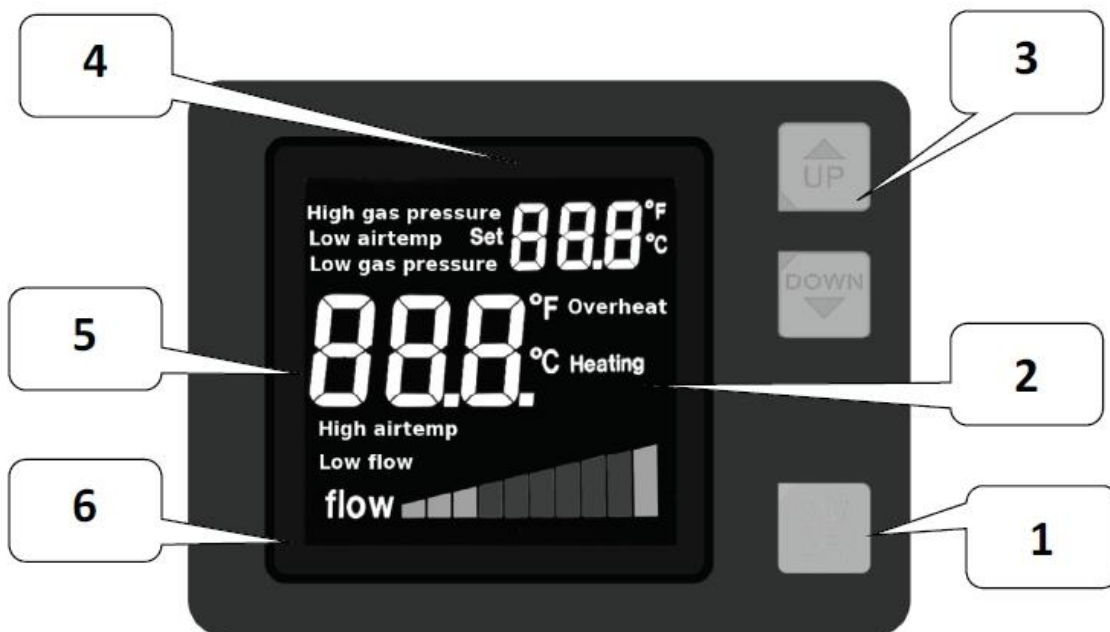 4
3
UP
High gas pressure
Low airtemp Set 88.8 °F
°C
Low gas pressure
DOWN
5
88.8. °F Overheat
°C Heating
2
High airtemp
Low flow
flow
6
1